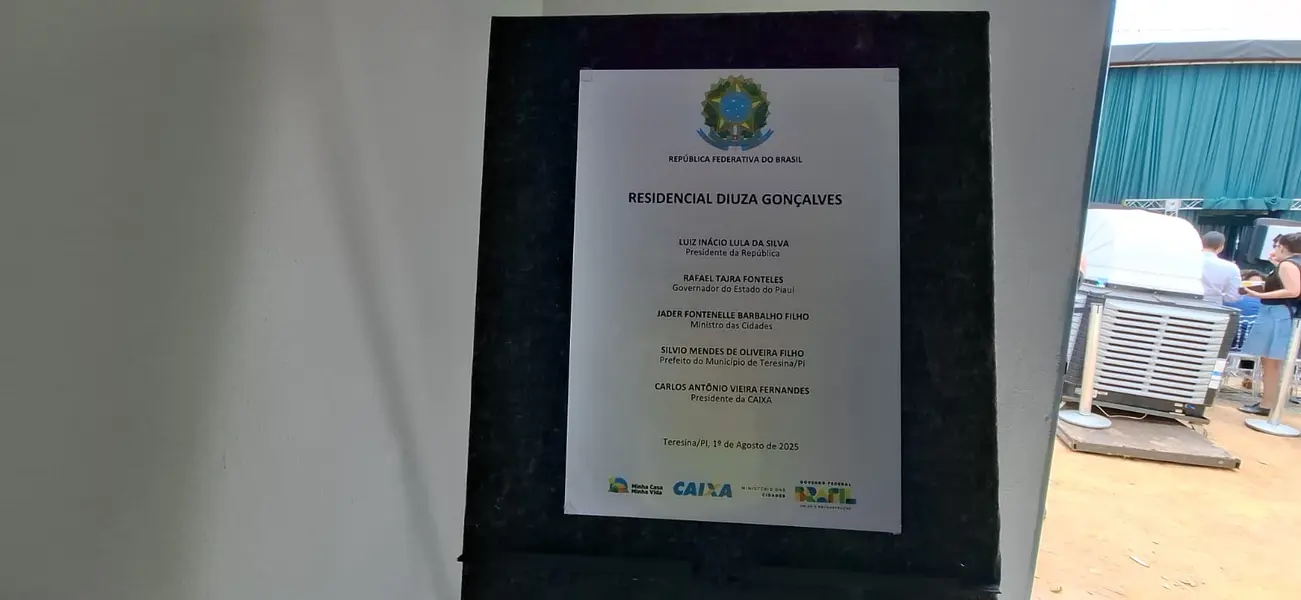 REPÚBLICA FEDERATIVA DO BRASIL
RESIDENCIAL DIUZA GONÇALVES
LUIZ INÁCIO LULA DA SILVA
Presidente da República
RAFAEL TAJRA FONTELES
Governador do Estado do Piauí
JADER FONTENELLE BARBALHO FILHO
Ministro das Cidades
SILVIO MENDES DE OLIVEIRA FILHO
Prefeito do Município de Teresina/PI
CARLOS ANTÔNIO VIEIRA FERNANDES
Presidente da CAIXA
Teresina/PI, 1º de Agosto de 2025
Minha Casa
Minha Vida
CAIXA
MINISTÉRIO DAS
CIDADES
GOVERNO FEDERAL
BRASIL
UNIÃO E RECONSTRUÇÃO